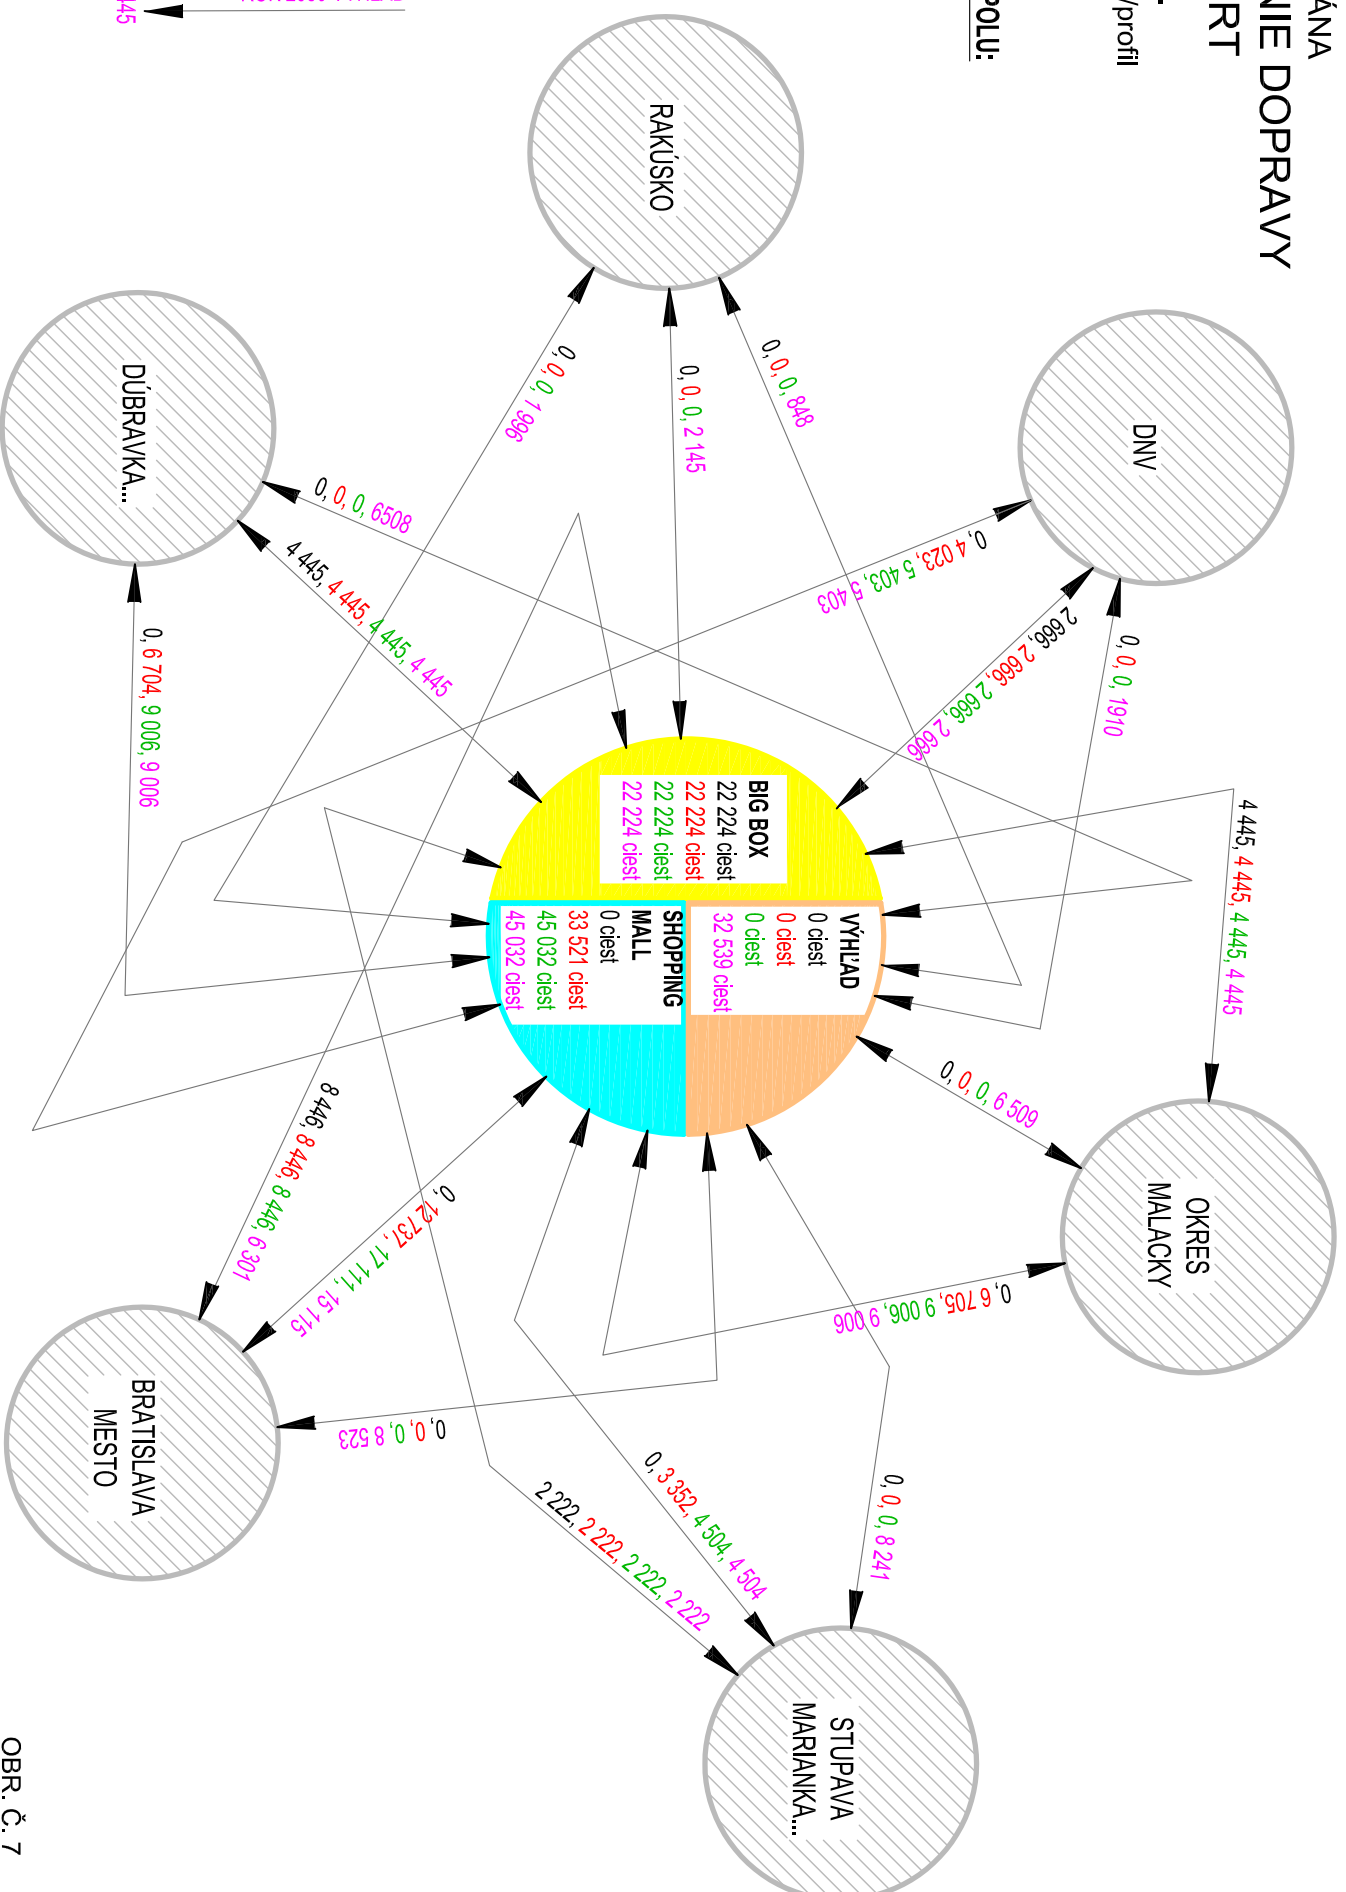 ÁNA
NIE DOPRAVY
RT
/profil
POLU:
445
RAKÚSKO
DNV
DÚBRAVKA...
OKRES
MALACKY
BRATISLAVA
MESTO
STUPAVA
MARIANKA...
BIG BOX
22 224 ciest
22 224 ciest
22 224 ciest
22 224 ciest
VÝHĽAD
0 ciest
0 ciest
0 ciest
32 539 ciest
SHOPPING
MALL
0 ciest
33 521 ciest
45 032 ciest
45 032 ciest
0, 0, 0, 848
0, 0, 0, 2 145
0, 0, 0, 1 996
0, 0, 0, 6508
4 445, 4 445, 4 445, 4 445
0, 6 704, 9 006, 9 006
0, 4 023, 5 403, 5 403
2 666, 2 666, 2 666, 2 666
0, 0, 0, 1910
4 445, 4 445, 4 445, 4 445
0, 0, 0, 6 509
0, 6 705, 9 006, 9 006
8 446, 8 446, 8 446, 6 301
0, 12 737, 17 111, 15 115
0, 0, 0, 8 523
0, 3 352, 4 504, 4 504
2 222, 2 222, 2 222, 2 222
0, 0, 0, 8 241
OBR. Č. 7